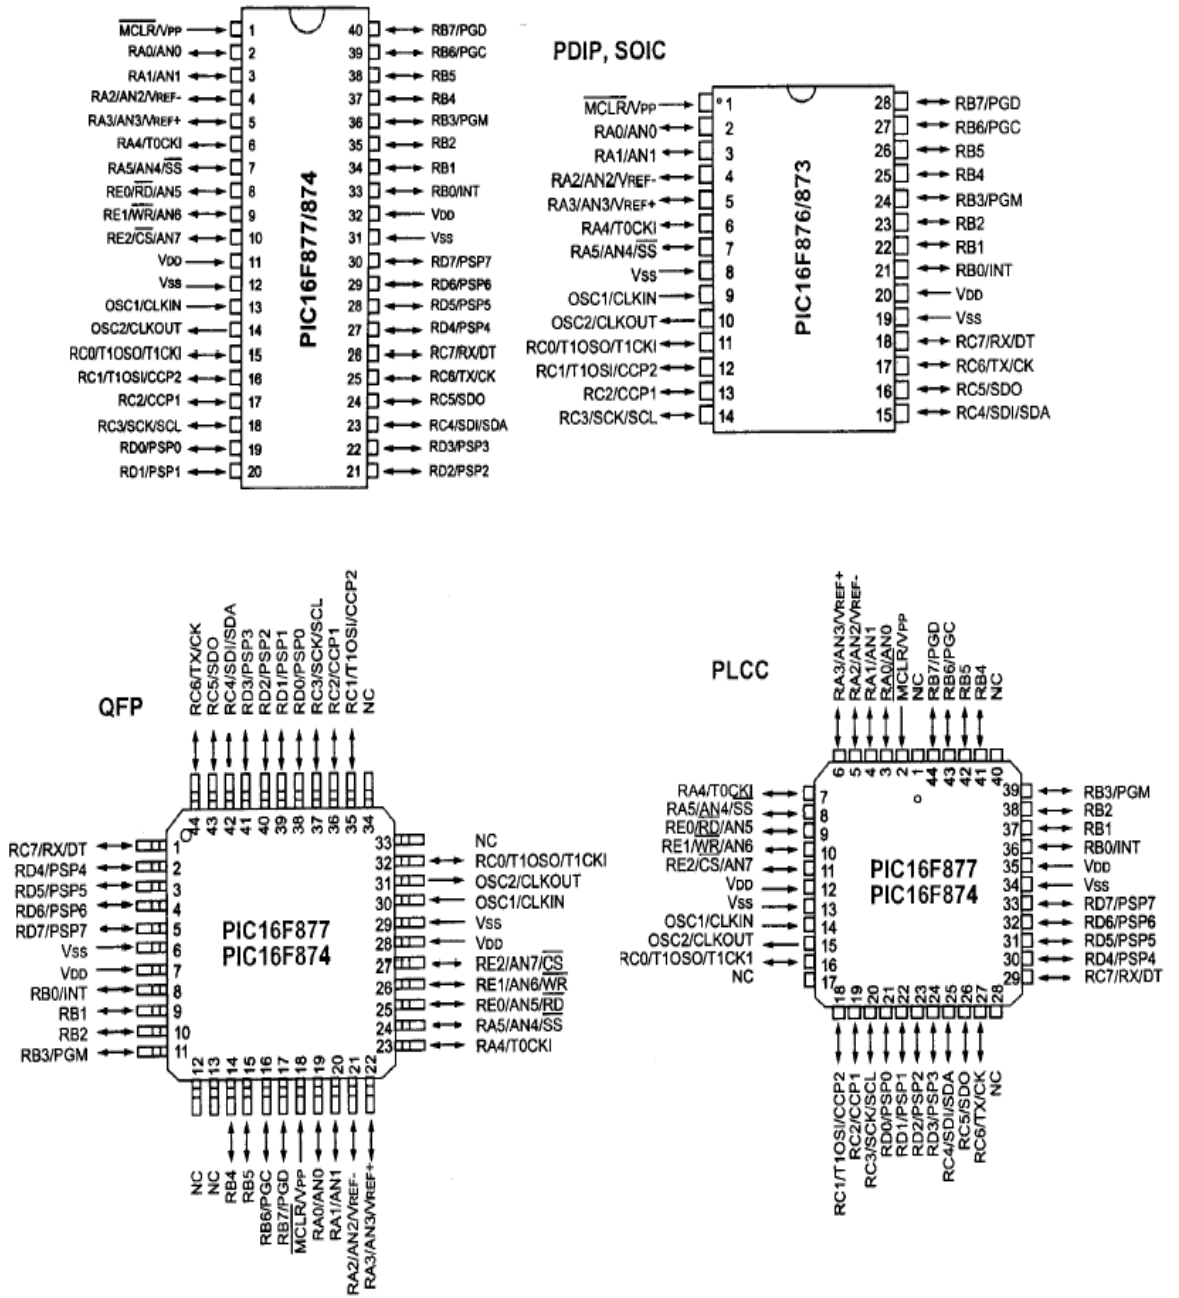 MCLR/VPP 1 40 RB7/PGD
RA0/AN0 2 39 RB6/PGC
RA1/AN1 3 38 RB5
RA2/AN2/VREF- 4 37 RB4
RA3/AN3/VREF+ 5 36 RB3/PGM
RA4/T0CKI 6 35 RB2
RA5/AN4/SS 7 34 RB1
RE0/RD/AN5 8 33 RB0/INT
RE1/WR/AN6 9 32 VDD
RE2/CS/AN7 10 31 VSS
VDD 11 30 RD7/PSP7
VSS 12 29 RD6/PSP6
OSC1/CLKIN 13 28 RD5/PSP5
OSC2/CLKOUT 14 27 RD4/PSP4
RC0/T1OSO/T1CKI 15 26 RC7/RX/DT
RC1/T1OSI/CCP2 16 25 RC6/TX/CK
RC2/CCP1 17 24 RC5/SDO
RC3/SCK/SCL 18 23 RC4/SDI/SDA
RD0/PSP0 19 22 RD3/PSP3
RD1/PSP1 20 21 RD2/PSP2
PIC16F877/874
PDIP, SOIC
MCLR/VPP 1 28 RB7/PGD
RA0/AN0 2 27 RB6/PGC
RA1/AN1 3 26 RB5
RA2/AN2/VREF- 4 25 RB4
RA3/AN3/VREF+ 5 24 RB3/PGM
RA4/T0CKI 6 23 RB2
RA5/AN4/SS 7 22 RB1
VSS 8 21 RB0/INT
OSC1/CLKIN 9 20 VDD
OSC2/CLKOUT 10 19 VSS
RC0/T1OSO/T1CKI 11 18 RC7/RX/DT
RC1/T1OSI/CCP2 12 17 RC6/TX/CK
RC2/CCP1 13 16 RC5/SDO
RC3/SCK/SCL 14 15 RC4/SDI/SDA
PIC16F876/873
QFP
RC6/TX/CK 44
RC5/SDO 43
RC4/SDI/SDA 42
RD3/PSP3 41
RD2/PSP2 40
RD1/PSP1 39
RD0/PSP0 38
RC3/SCK/SCL 37
RC2/CCP1 36
RC1/T1OSI/CCP2 35
NC 34
RC7/RX/DT 1
RD4/PSP4 2
RD5/PSP5 3
RD6/PSP6 4
RD7/PSP7 5
VSS 6
VDD 7
RB0/INT 8
RB1 9
RB2 10
RB3/PGM 11
PIC16F877
PIC16F874
33 NC
32 RC0/T1OSO/T1CKI
31 OSC2/CLKOUT
30 OSC1/CLKIN
29 VSS
28 VDD
27 RE2/AN7/CS
26 RE1/AN6/WR
25 RE0/AN5/RD
24 RA5/AN4/SS
23 RA4/T0CKI
12 NC
13 NC
14 RB4
15 RB5
16 RB6/PGC
17 RB7/PGD
18 MCLR/VPP
19 RA0/AN0
20 RA1/AN1
21 RA2/AN2/VREF-
22 RA3/AN3/VREF+
PLCC
RA3/AN3/VREF+ 6
RA2/AN2/VREF- 5
RA1/AN1 4
RA0/AN0 3
MCLR/VPP 2
NC 1
RB7/PGD 44
RB6/PGC 43
RB5 42
RB4 41
NC 40
RA4/T0CKI 7
RA5/AN4/SS 8
RE0/RD/AN5 9
RE1/WR/AN6 10
RE2/CS/AN7 11
VDD 12
VSS 13
OSC1/CLKIN 14
OSC2/CLKOUT 15
RC0/T1OSO/T1CK1 16
NC 17
PIC16F877
PIC16F874
39 RB3/PGM
38 RB2
37 RB1
36 RB0/INT
35 VDD
34 VSS
33 RD7/PSP7
32 RD6/PSP6
31 RD5/PSP5
30 RD4/PSP4
29 RC7/RX/DT
18 RC1/T1OSI/CCP2
19 RC2/CCP1
20 RC3/SCK/SCL
21 RD0/PSP0
22 RD1/PSP1
23 RD2/PSP2
24 RD3/PSP3
25 RC4/SDI/SDA
26 RC5/SDO
27 RC6/TX/CK
28 NC